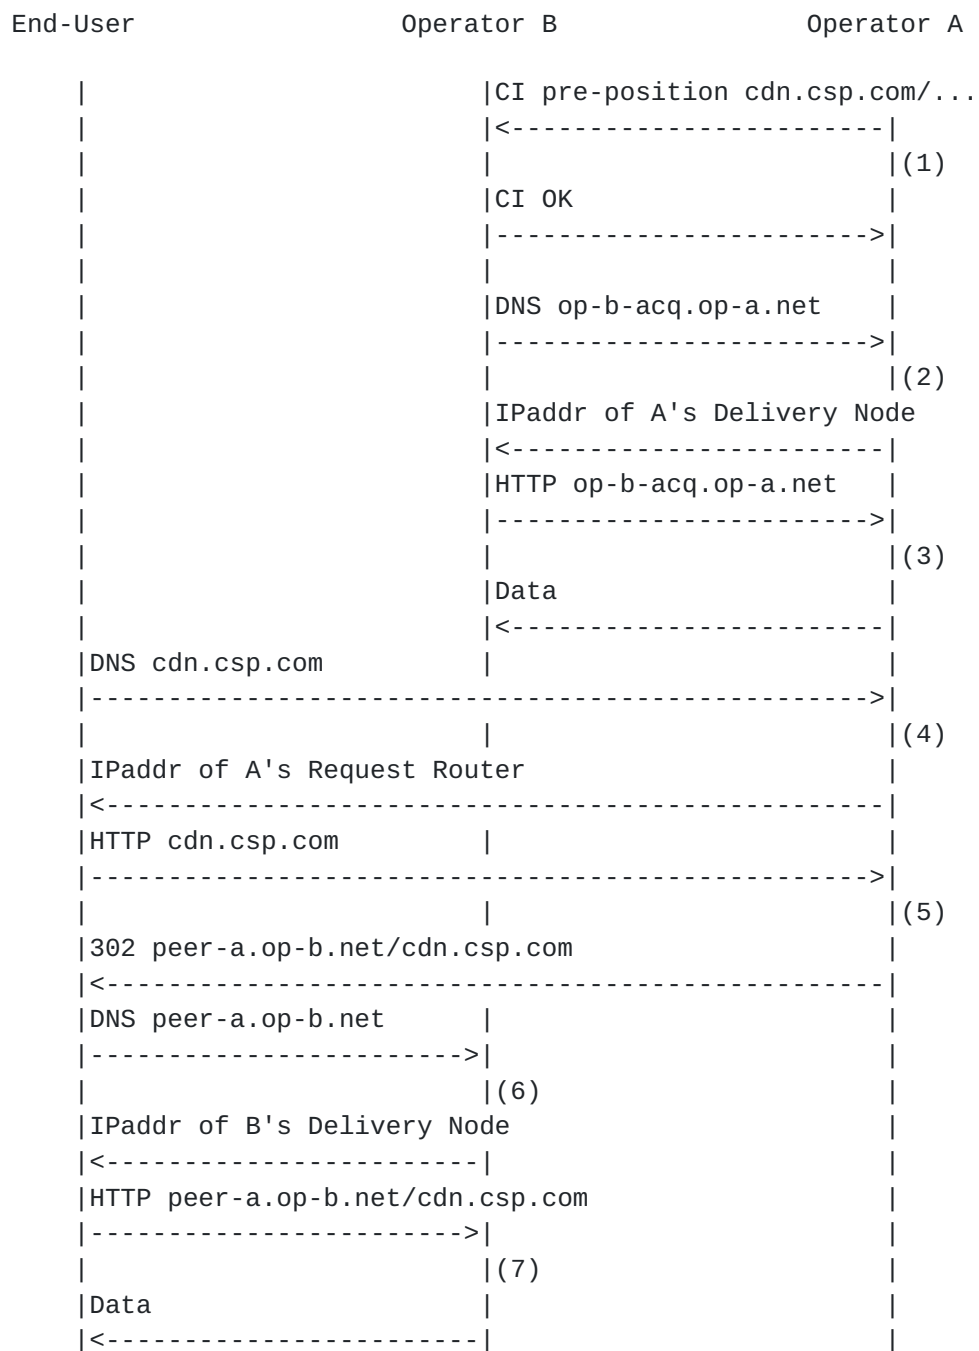 End-User                 Operator B                Operator A

    |                         |CI pre-position cdn.csp.com/...
    |                         |<------------------------|
    |                         |                         |(1)
    |                         |CI OK                    |
    |                         |------------------------>|
    |                         |                         |
    |                         |DNS op-b-acq.op-a.net    |
    |                         |------------------------>|
    |                         |                         |(2)
    |                         |IPaddr of A's Delivery Node
    |                         |<------------------------|
    |                         |HTTP op-b-acq.op-a.net   |
    |                         |------------------------>|
    |                         |                         |(3)
    |                         |Data                     |
    |                         |<------------------------|
    |DNS cdn.csp.com          |                         |
    |-------------------------------------------------->|
    |                         |                         |(4)
    |IPaddr of A's Request Router                       |
    |<--------------------------------------------------|
    |HTTP cdn.csp.com         |                         |
    |-------------------------------------------------->|
    |                         |                         |(5)
    |302 peer-a.op-b.net/cdn.csp.com                    |
    |<--------------------------------------------------|
    |DNS peer-a.op-b.net      |                         |
    |------------------------>|                         |
    |                         |(6)                      |
    |IPaddr of B's Delivery Node                        |
    |<------------------------|                         |
    |HTTP peer-a.op-b.net/cdn.csp.com                   |
    |------------------------>|                         |
    |                         |(7)                      |
    |Data                     |                         |
    |<------------------------|                         |